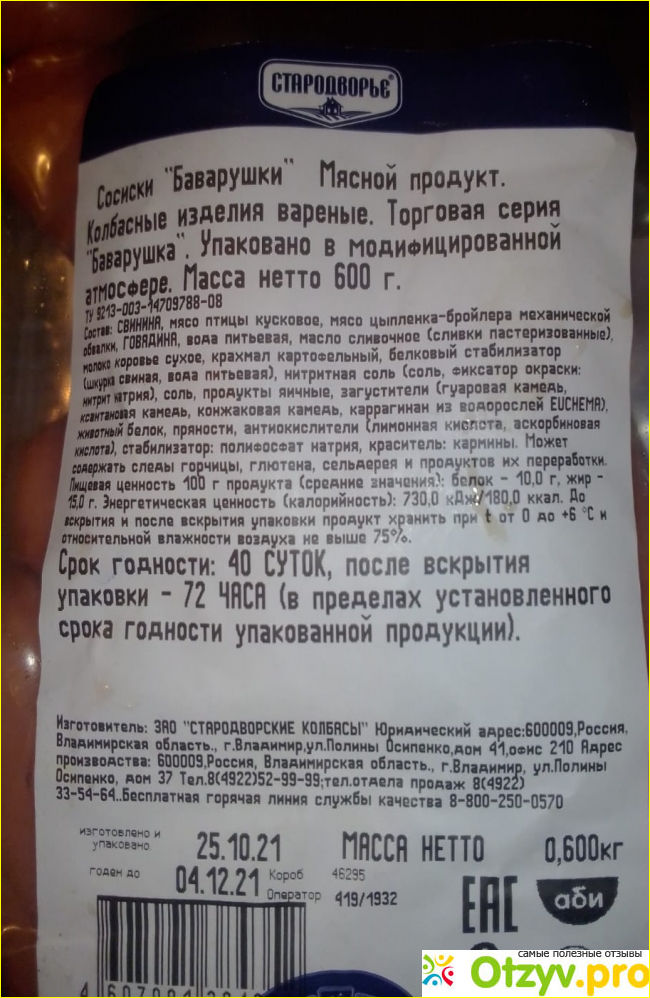 СТАРОДВОРЬЕ
Сосиски "Баварушки" Мясной продукт.
Колбасные изделия вареные. Торговая серия
"Баварушка". Упаковано в модифицированной
атмосфере. Масса нетто 600 г.
ТУ 9213-003-14709788-08
Состав: СВИНИНА, мясо птицы кусковое, мясо цыпленка-бройлера механической
обвалки, ГОВЯДИНА, вода питьевая, масло сливочное (сливки пастеризованные),
молоко коровье сухое, крахмал картофельный, белковый стабилизатор
(шкурка свиная, вода питьевая), нитритная соль (соль, фиксатор окраски:
нитрит натрия), соль, продукты яичные, загустители (гуаровая камедь,
ксантановая камедь, конжаковая камедь, каррагинан из водорослей EUCHEMA),
животный белок, пряности, антиокислители (лимонная кислота, аскорбиновая
кислота), стабилизатор: полифосфат натрия, краситель: кармины. Может
содержать следы горчицы, глютена, сельдерея и продуктов их переработки.
Пищевая ценность 100 г продукта (средние значения): белок - 10,0 г, жир -
15,0 г. Энергетическая ценность (калорийность): 730,0 кДж/180,0 ккал. До
вскрытия и после вскрытия упаковки продукт хранить при t от 0 до +6 °С и
относительной влажности воздуха не выше 75%.
Срок годности: 40 СУТОК, после вскрытия
упаковки - 72 ЧАСА (в пределах установленного
срока годности упакованной продукции).
Изготовитель: ЗАО "СТАРОДВОРСКИЕ КОЛБАСЫ" Юридический адрес:600009,Россия,
Владимирская область., г.Владимир,ул.Полины Осипенко,дом 41,офис 210 Адрес
производства: 600009,Россия, Владимирская область., г.Владимир, ул.Полины
Осипенко, дом 37 Тел.8(4922)52-99-99;тел.отдела продаж 8(4922)
33-54-64..Бесплатная горячая линия службы качества 8-800-250-0570
изготовлено и
упаковано 25.10.21 МАССА НЕТТО 0,600кг
годен до 04.12.21 Короб 46295
Оператор 419/1932
ЕАС аби
самые полезные отзывы
Otzyv.pro